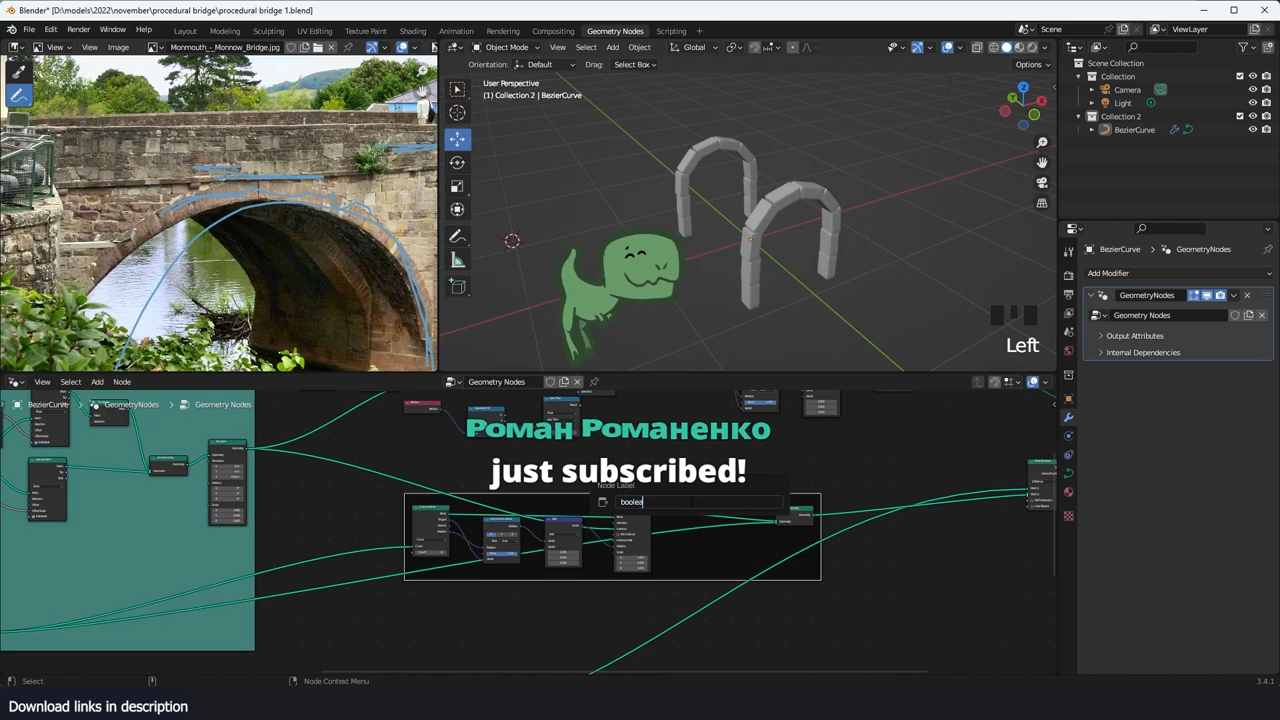 Blender* [D:\models\2022\november\procedural bridge\procedural bridge 1.blend]
File Edit Render Window Help
Layout Modeling Sculpting UV Editing Texture Paint Shading Animation Rendering Compositing Geometry Nodes Scripting
Scene
ViewLayer
View Image
Monmouth_-_Monnow_Bridge.jpg
View
Object Mode
View Select Add Object
Global
Orientation: Default Drag: Select Box
Options
User Perspective
(1) Collection 2 | BezierCurve
Scene Collection
Collection
Camera
Light
Collection 2
BezierCurve
BezierCurve GeometryNodes
Add Modifier
GeometryNodes
Geometry Nodes
Output Attributes
Internal Dependencies
Left
View Select Add Node
Geometry Nodes
BezierCurve GeometryNodes Geometry Nodes
Роман Романенко
just subscribed!
Node Label
boolea
Select
Node Context Menu
3.4.1
Download links in description